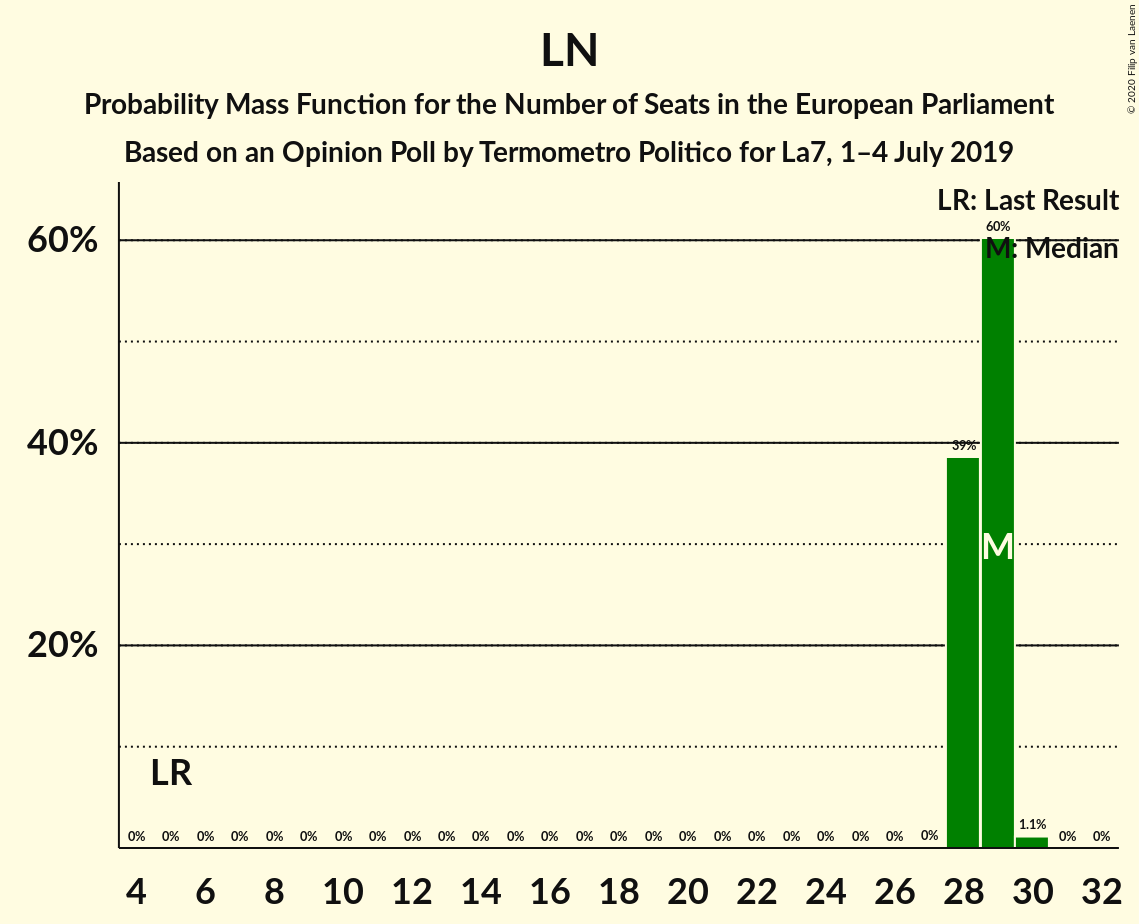 LN
Probability Mass Function for the Number of Seats in the European Parliament
Based on an Opinion Poll by Termometro Politico for La7, 1–4 July 2019
© 2020 Filip van Laenen
LR: Last Result
M: Median
60%
40%
20%
60%
39%
M
LR
0% 0% 0% 0% 0% 0% 0% 0% 0% 0% 0% 0% 0% 0% 0% 0% 0% 0% 0% 0% 0% 0% 0% 0% 1.1% 0% 0%
4 6 8 10 12 14 16 18 20 22 24 26 28 30 32